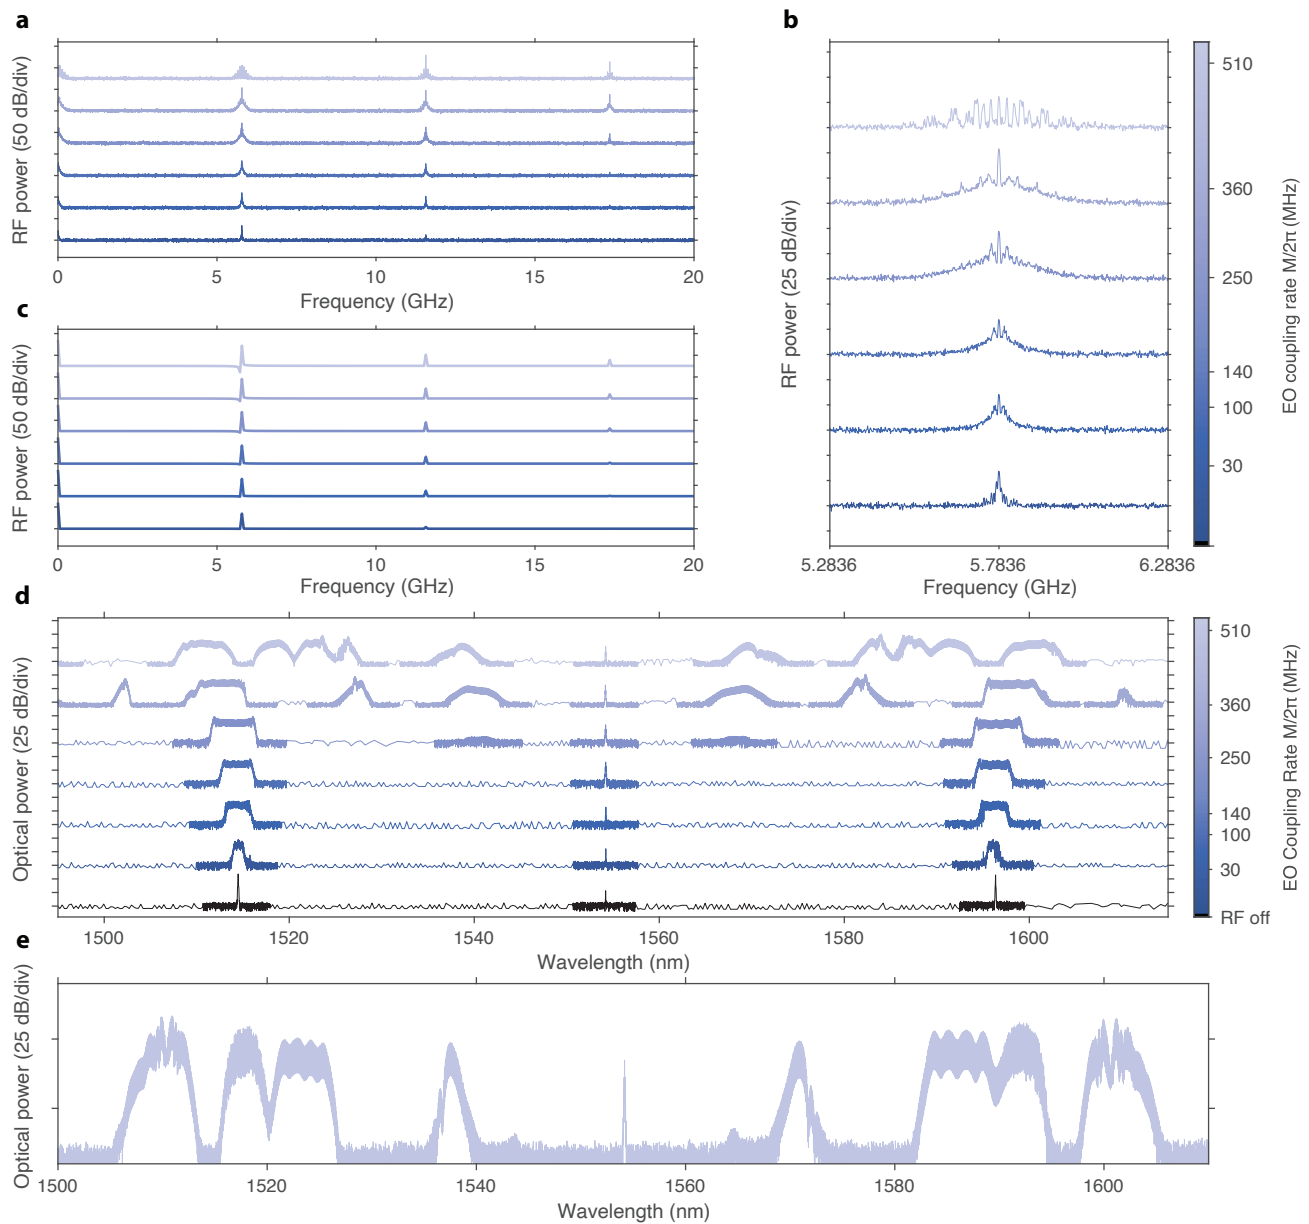 a
RF power (50 dB/div)
0
5
10
15
20
Frequency (GHz)
b
RF power (25 dB/div)
5.2836
5.7836
6.2836
Frequency (GHz)
510
360
250
140
100
30
EO coupling rate M/2π (MHz)
c
RF power (50 dB/div)
0
5
10
15
20
Frequency (GHz)
d
Optical power (25 dB/div)
1500
1520
1540
1560
1580
1600
Wavelength (nm)
510
360
250
140
100
30
RF off
EO Coupling Rate M/2π (MHz)
e
Optical power (25 dB/div)
1500
1520
1540
1560
1580
1600
Wavelength (nm)